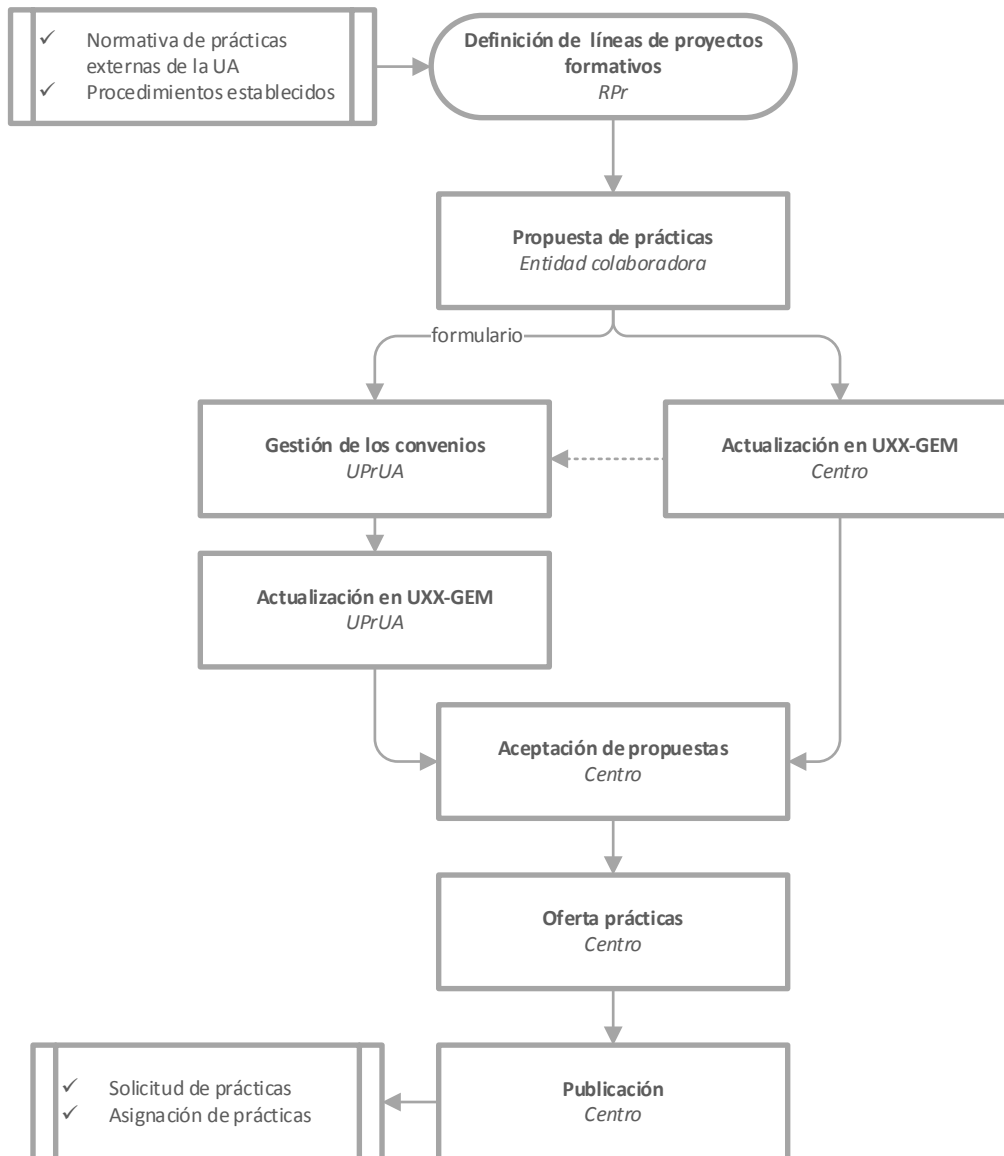 ✓ Normativa de prácticas
externas de la UA
✓ Procedimientos establecidos
Definición de líneas de proyectos
formativos
RPr
Propuesta de prácticas
Entidad colaboradora
formulario
Gestión de los convenios
UPrUA
Actualización en UXX-GEM
Centro
Actualización en UXX-GEM
UPrUA
Aceptación de propuestas
Centro
Oferta prácticas
Centro
✓ Solicitud de prácticas
✓ Asignación de prácticas
Publicación
Centro